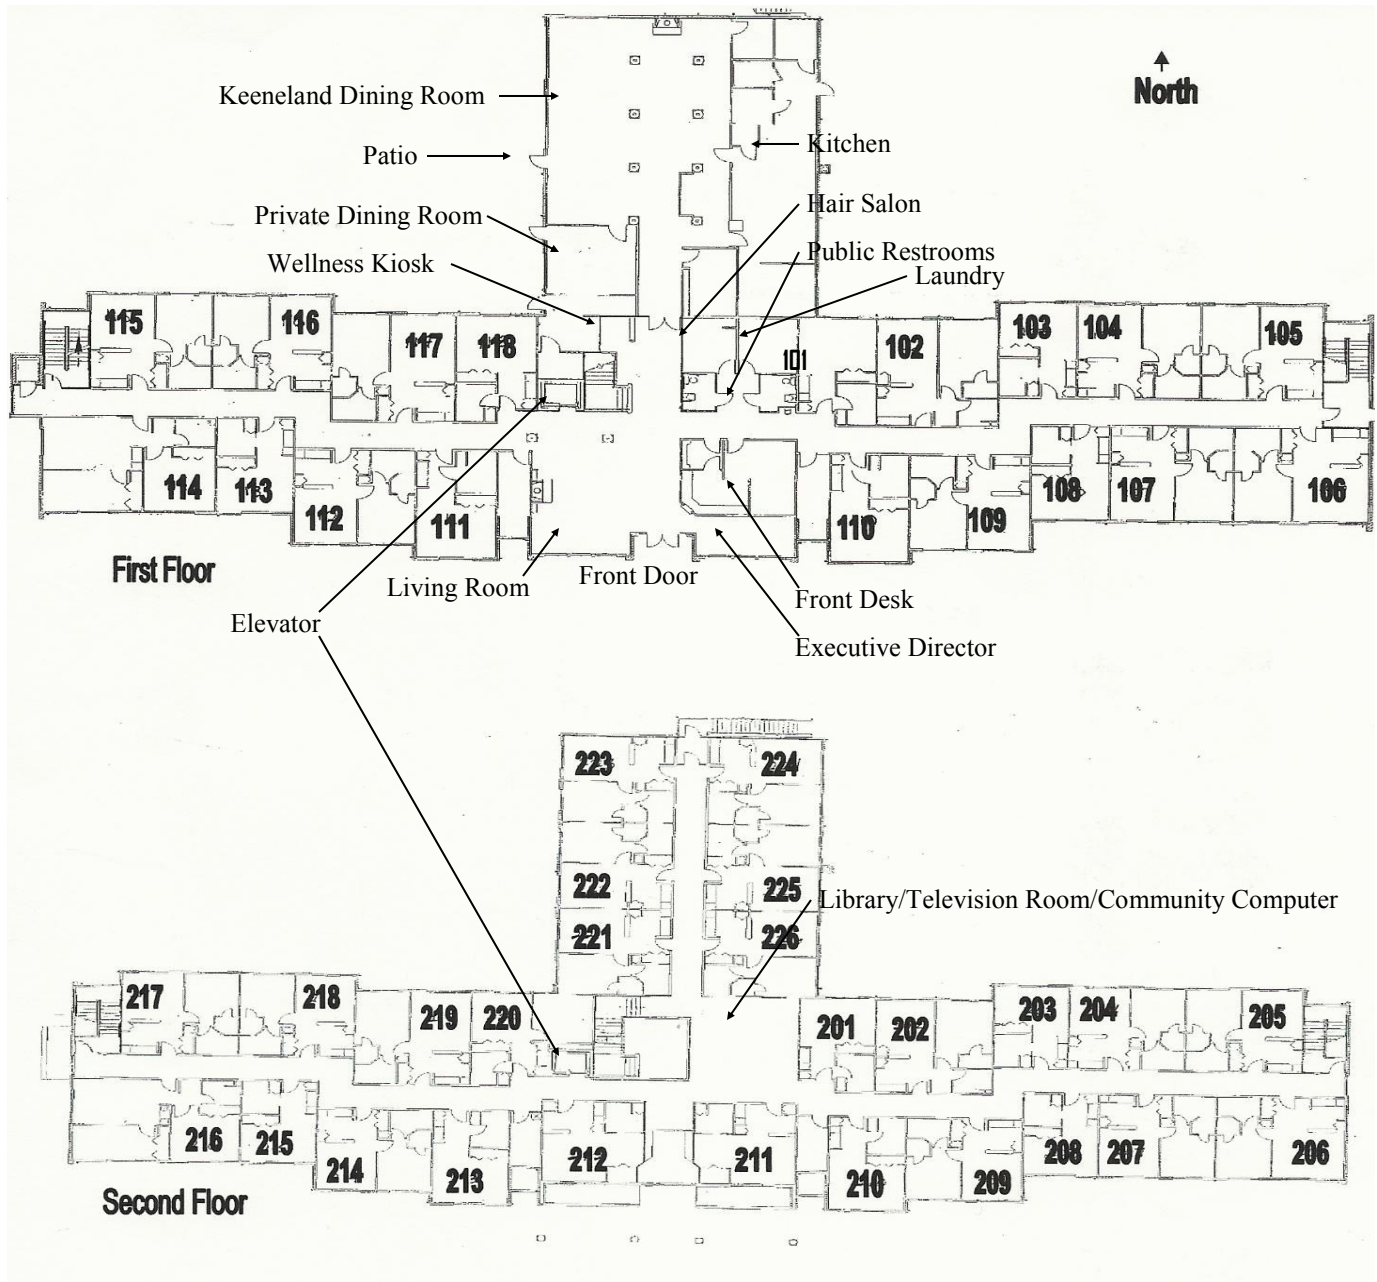 North
Keeneland Dining Room
Patio
Kitchen
Private Dining Room
Hair Salon
Wellness Kiosk
Public Restrooms
Laundry
115
116
117
118
101
102
103
104
105
114
113
112
111
110
109
108
107
106
First Floor
Living Room
Front Door
Front Desk
Elevator
Executive Director
223
224
222
225
Library/Television Room/Community Computer
221
226
217
218
219
220
201
202
203
204
205
216
215
214
213
212
211
210
209
208
207
206
Second Floor